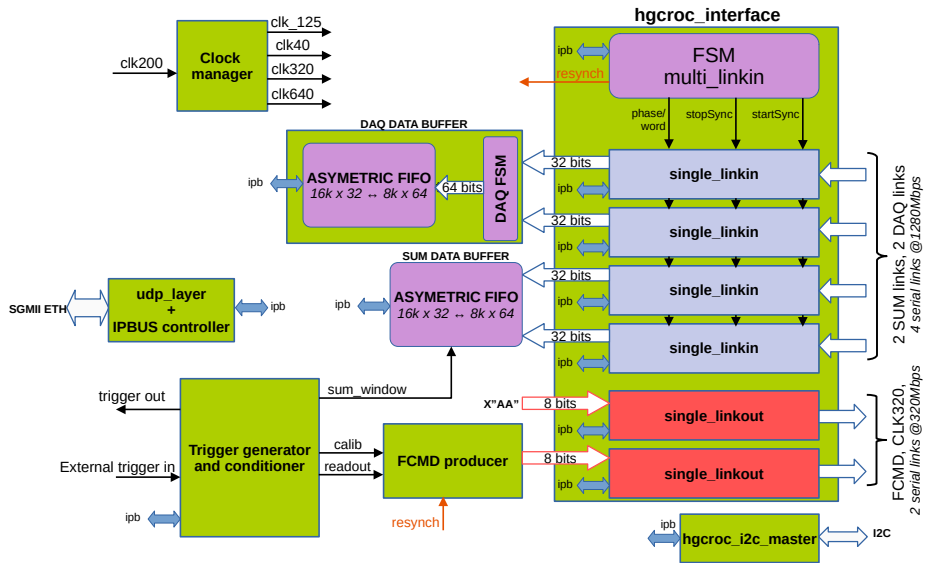 hgcroc_interface
clk_125
clk40
clk320
clk640
clk200
Clock
manager
ipb
FSM
multi_linkin
resynch
phase/
word
stopSync
startSync
DAQ DATA BUFFER
ASYMETRIC FIFO
16k x 32 ↔ 8k x 64
64 bits
DAQ FSM
ipb
32 bits
ipb
single_linkin
32 bits
ipb
single_linkin
32 bits
ipb
single_linkin
32 bits
ipb
single_linkin
2 SUM links, 2 DAQ links
4 serial links @1280Mbps
SUM DATA BUFFER
ASYMETRIC FIFO
16k x 32 ↔ 8k x 64
ipb
SGMII ETH
udp_layer
+
IPBUS controller
ipb
sum_window
trigger out
External trigger in
ipb
Trigger generator
and conditioner
calib
readout
FCMD producer
resynch
X"AA"
8 bits
ipb
single_linkout
8 bits
ipb
single_linkout
FCMD, CLK320,
2 serial links @320Mbps
ipb
hgcroc_i2c_master
I2C